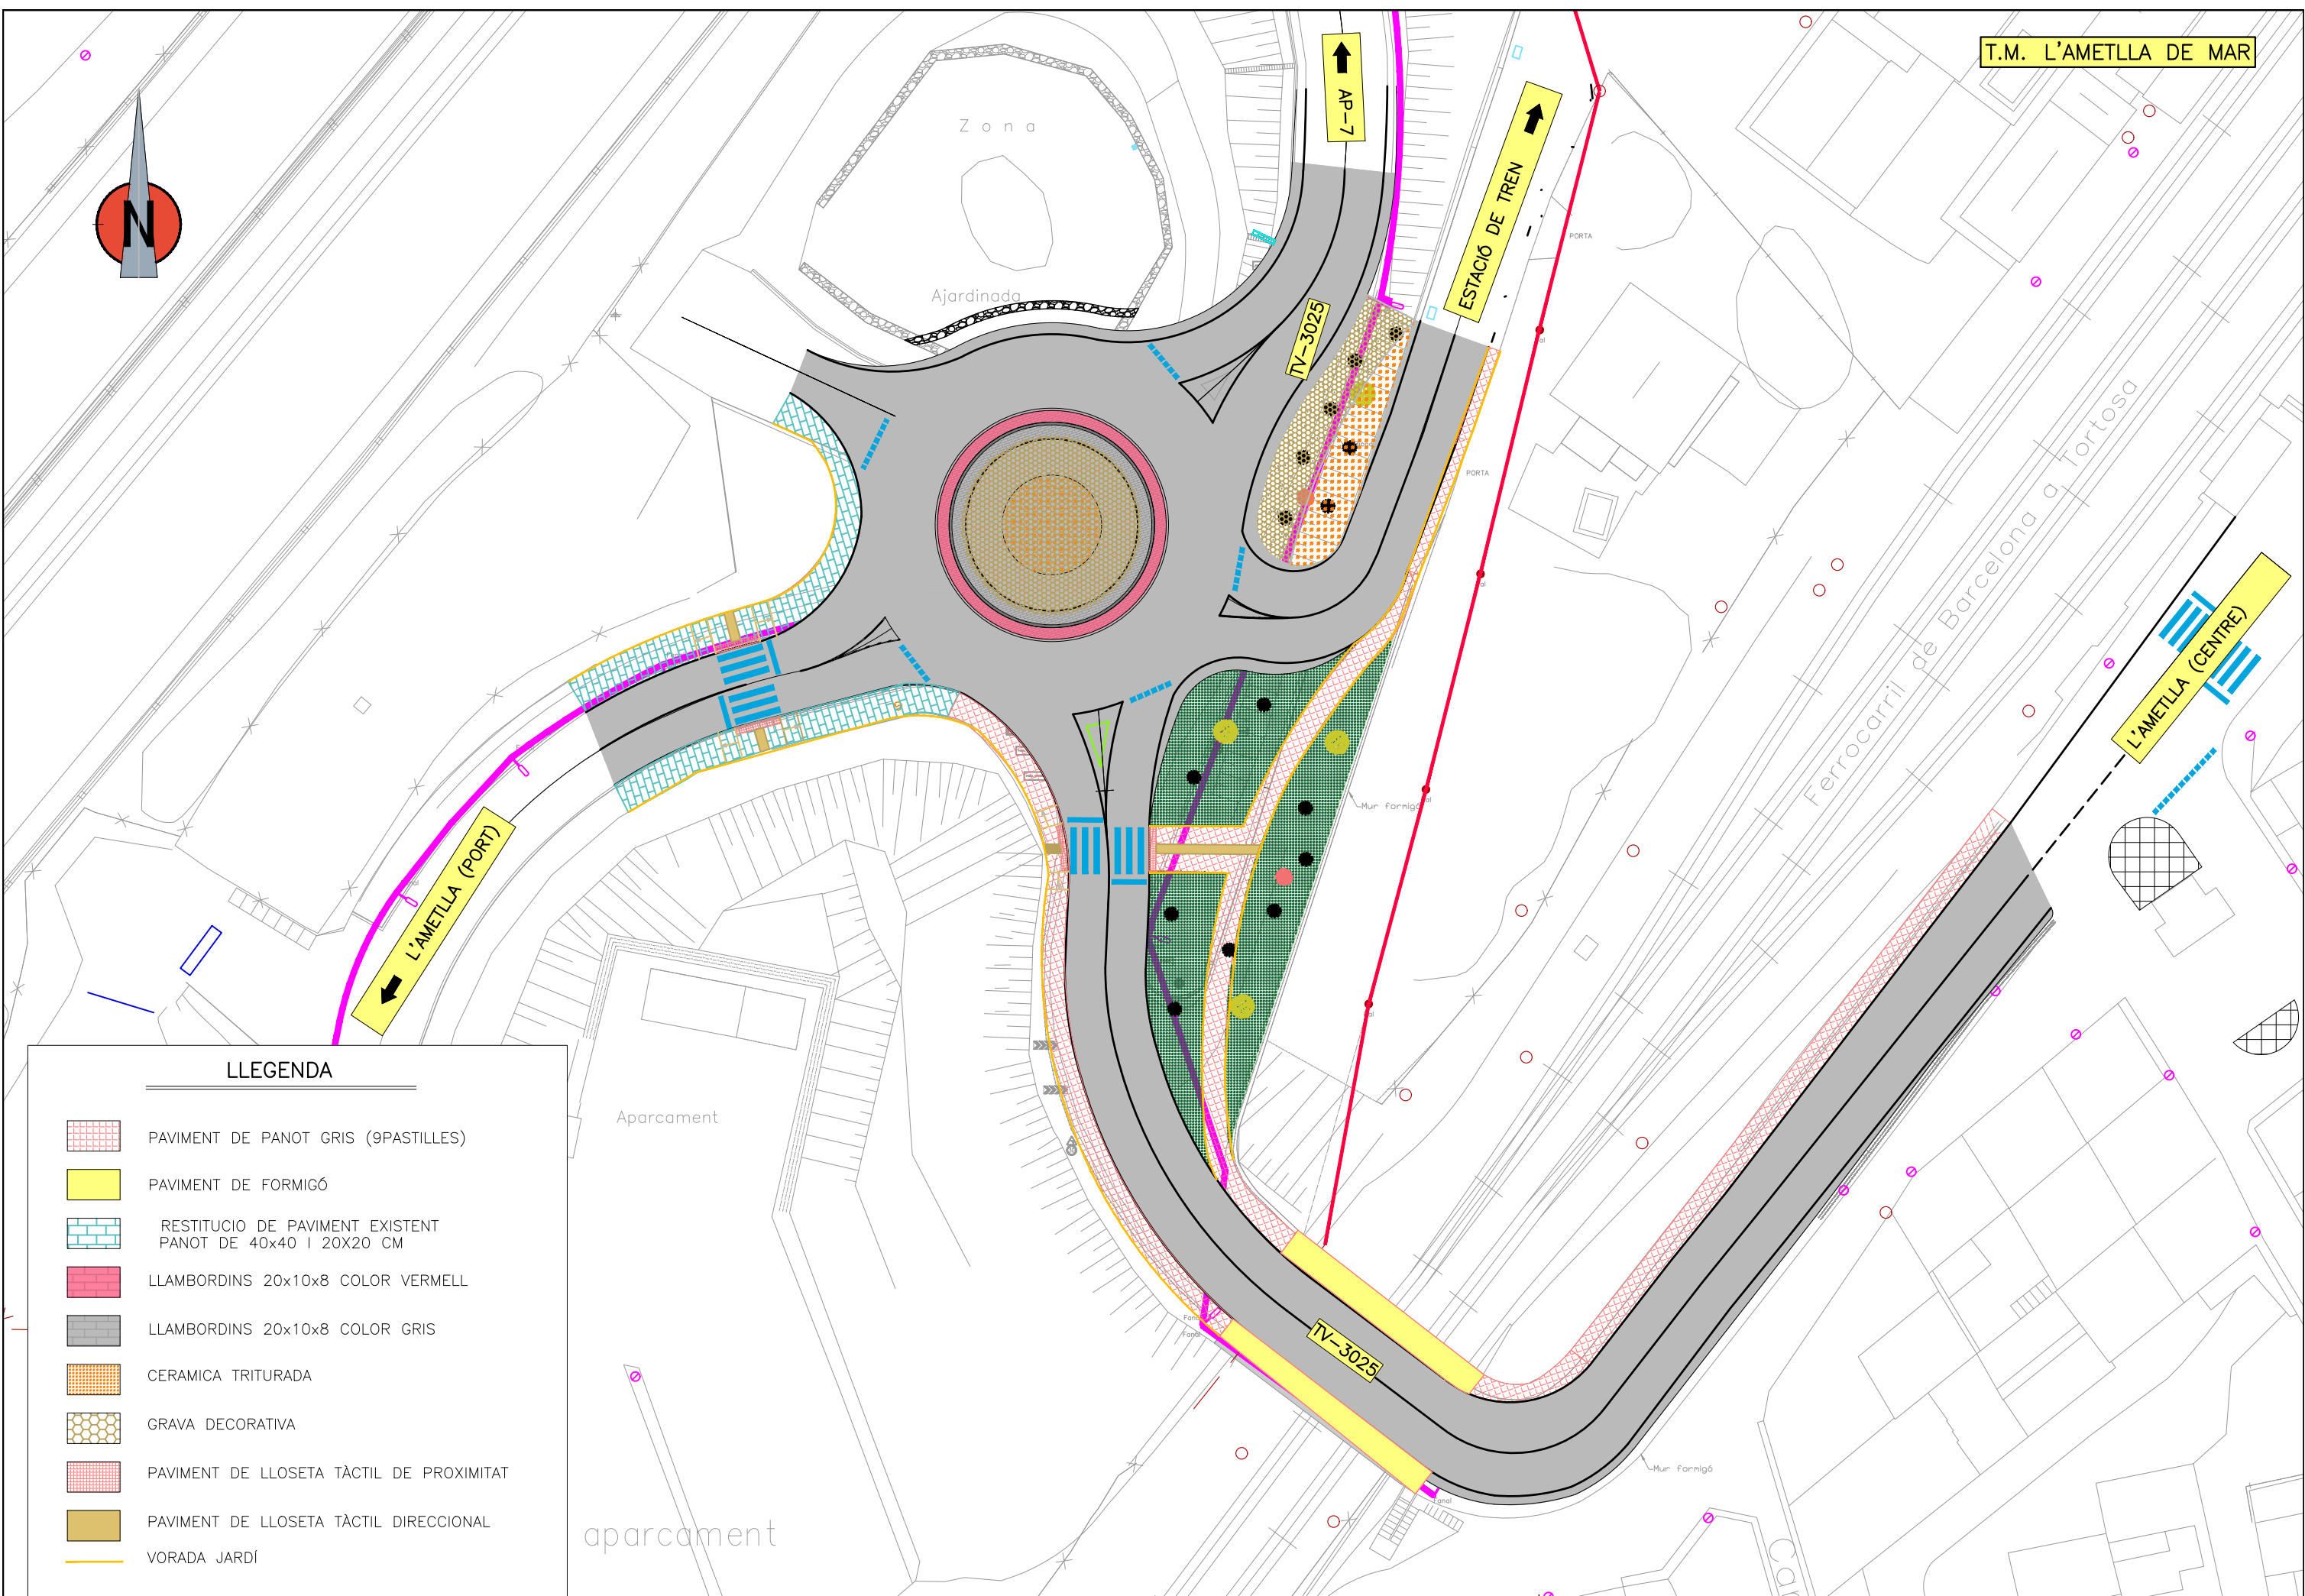 T.M. L'AMETLLA DE MAR
N
Zona
Ajardinada
AP-7
ESTACIÓ DE TREN
TV-3025
PORTA
PORTA
Ferrocarril de Barcelona a Tortosa
L'AMETLLA (CENTRE)
Mur formigó
L'AMETLLA (PORT)
Aparcament
aparcament
TV-3025
Fanal
Fanal
Fanal
Mur formigó
LLEGENDA
PAVIMENT DE PANOT GRIS (9PASTILLES)
PAVIMENT DE FORMIGÓ
RESTITUCIO DE PAVIMENT EXISTENT
PANOT DE 40x40 I 20X20 CM
LLAMBORDINS 20x10x8 COLOR VERMELL
LLAMBORDINS 20x10x8 COLOR GRIS
CERAMICA TRITURADA
GRAVA DECORATIVA
PAVIMENT DE LLOSETA TÀCTIL DE PROXIMITAT
PAVIMENT DE LLOSETA TÀCTIL DIRECCIONAL
VORADA JARDÍ